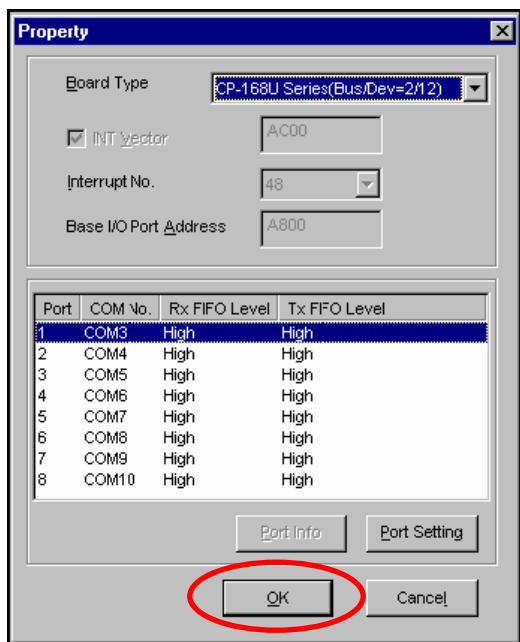 Property
Board Type CP-168U Series(Bus/Dev=2/12)
INT Vector AC00
Interrupt No. 48
Base I/O Port Address A800
Port COM No. Rx FIFO Level Tx FIFO Level
1 COM3 High High
2 COM4 High High
3 COM5 High High
4 COM6 High High
5 COM7 High High
6 COM8 High High
7 COM9 High High
8 COM10 High High
Port Info Port Setting
OK Cancel